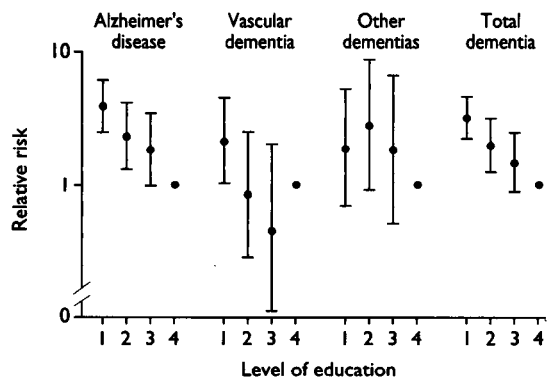 Alzheimer's disease
Vascular dementia
Other dementias
Total dementia
10
1
0
Relative risk
1 2 3 4 1 2 3 4 1 2 3 4 1 2 3 4
Level of education